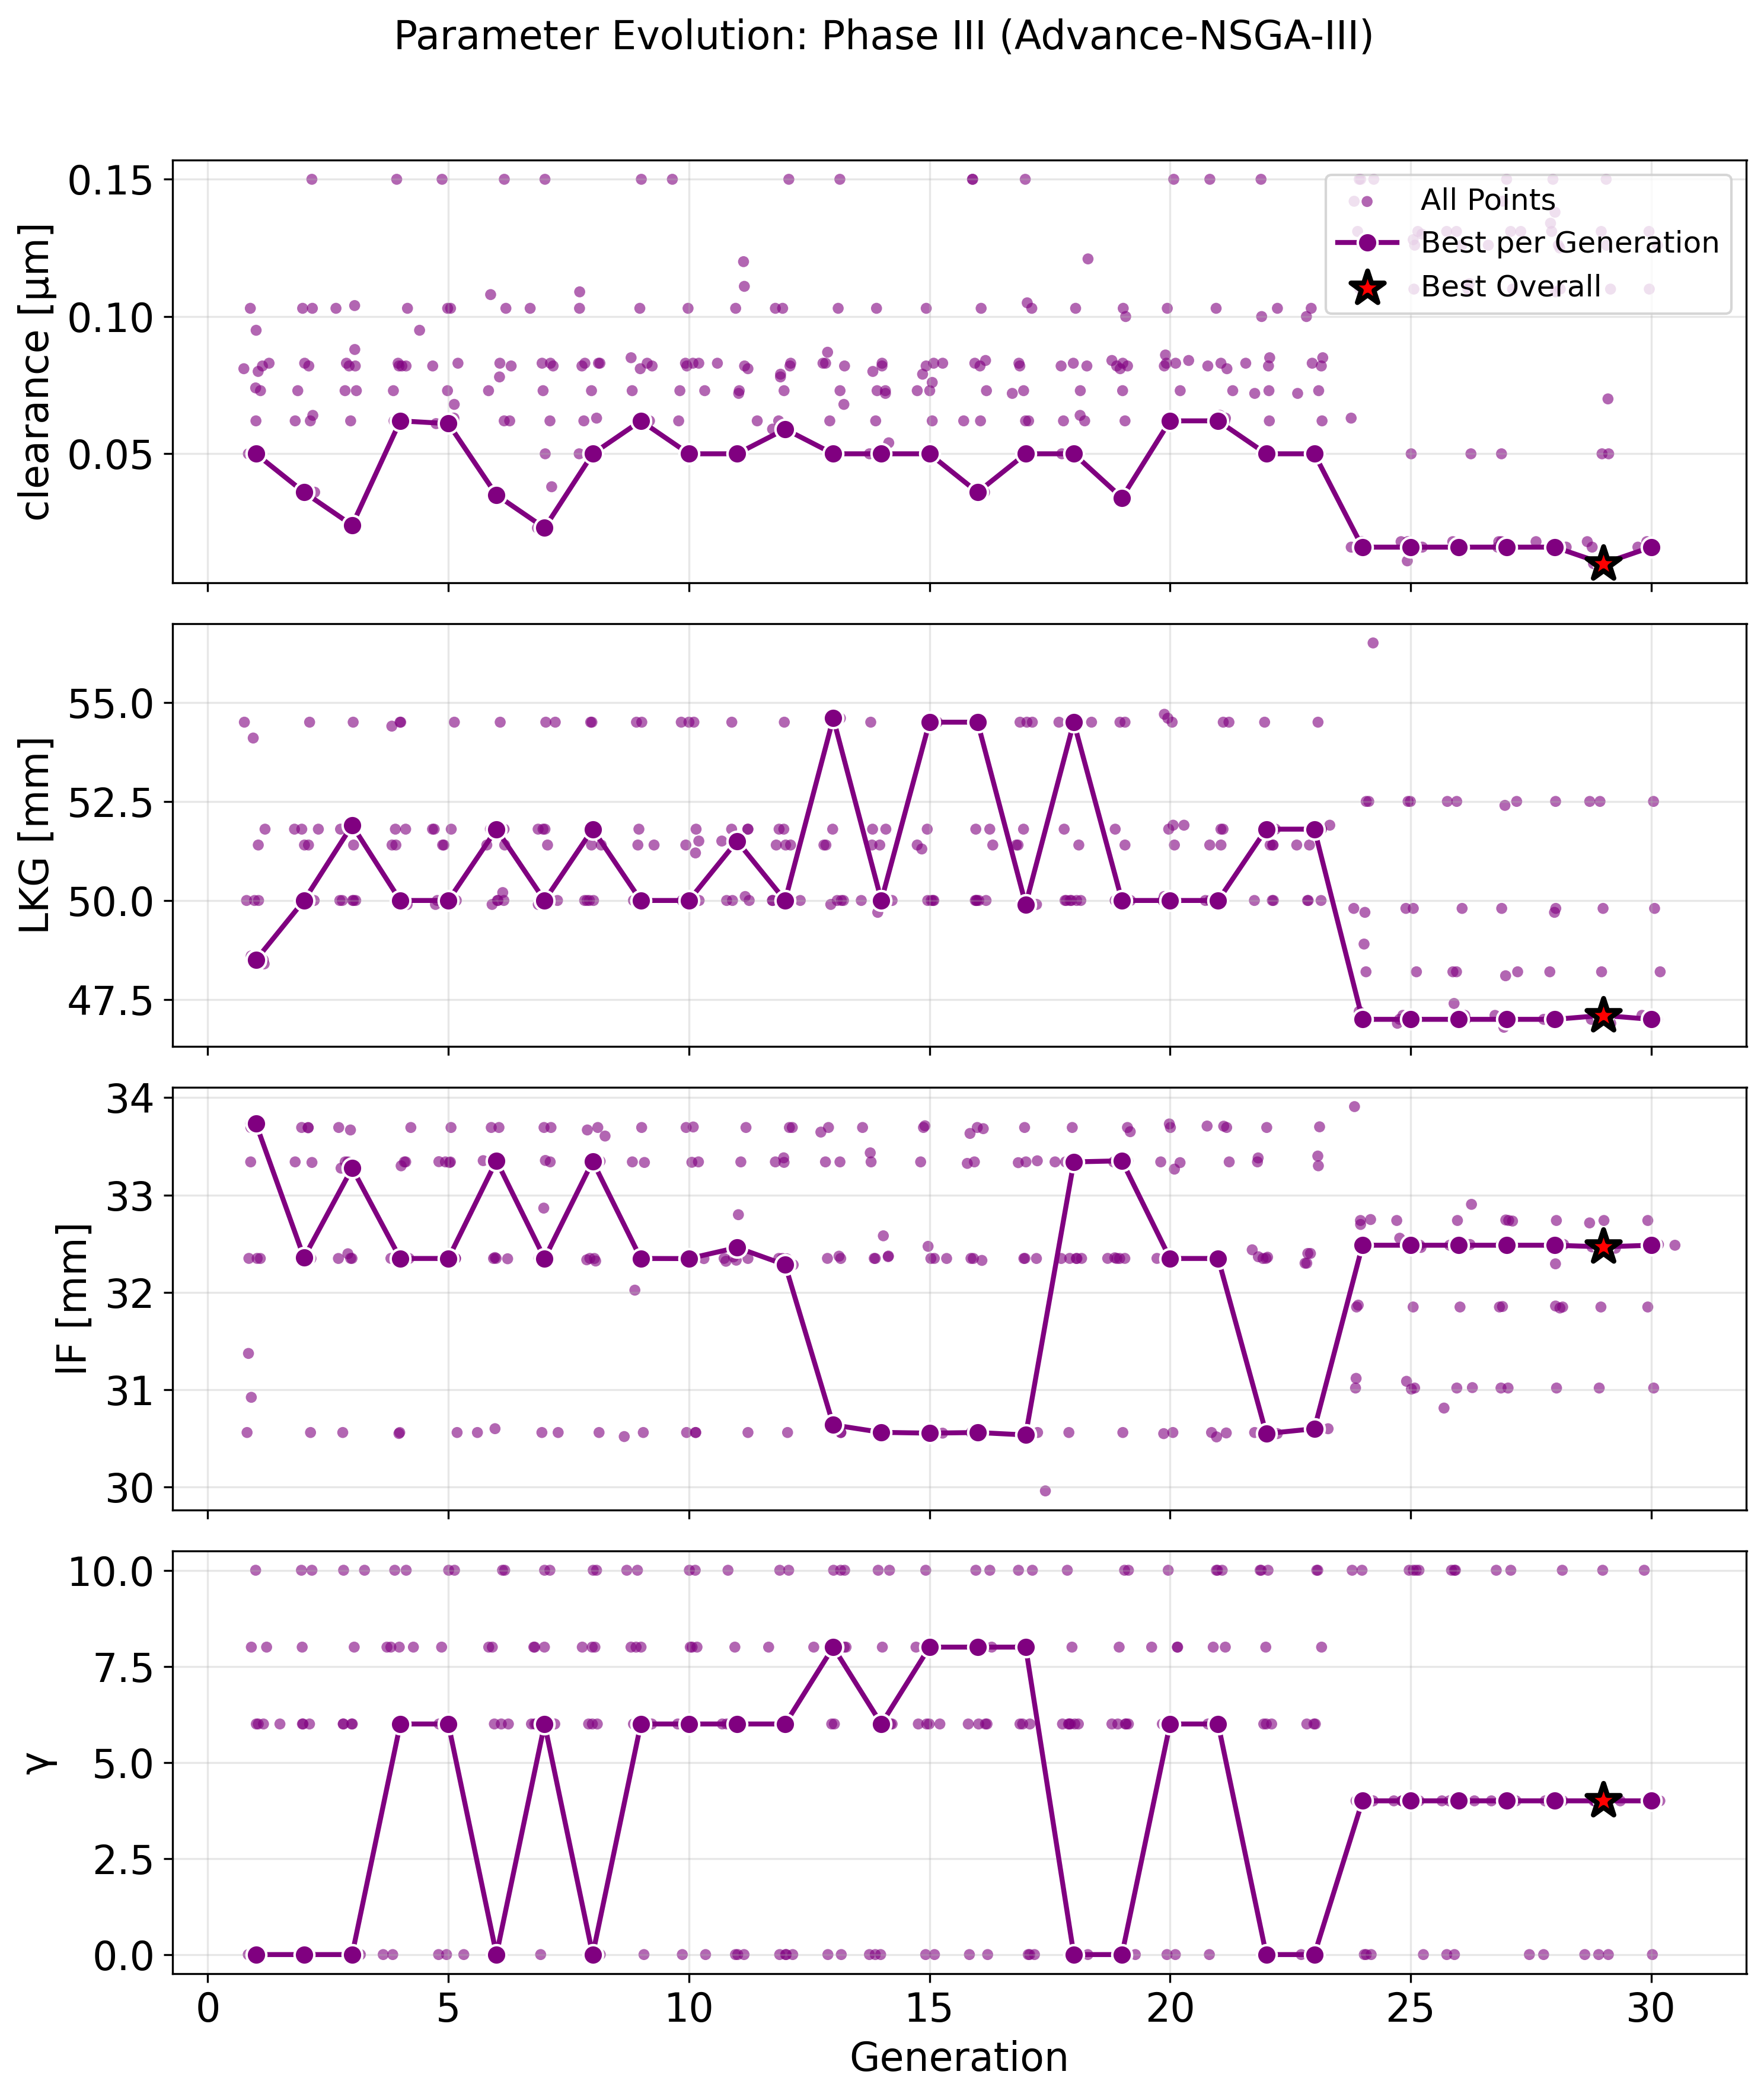 Parameter Evolution: Phase III (Advance-NSGA-III)
clearance [μm]
0.15
0.10
0.05
All Points
Best per Generation
Best Overall
LKG [mm]
55.0
52.5
50.0
47.5
lF [mm]
34
33
32
31
30
γ
10.0
7.5
5.0
2.5
0.0
0 5 10 15 20 25 30
Generation